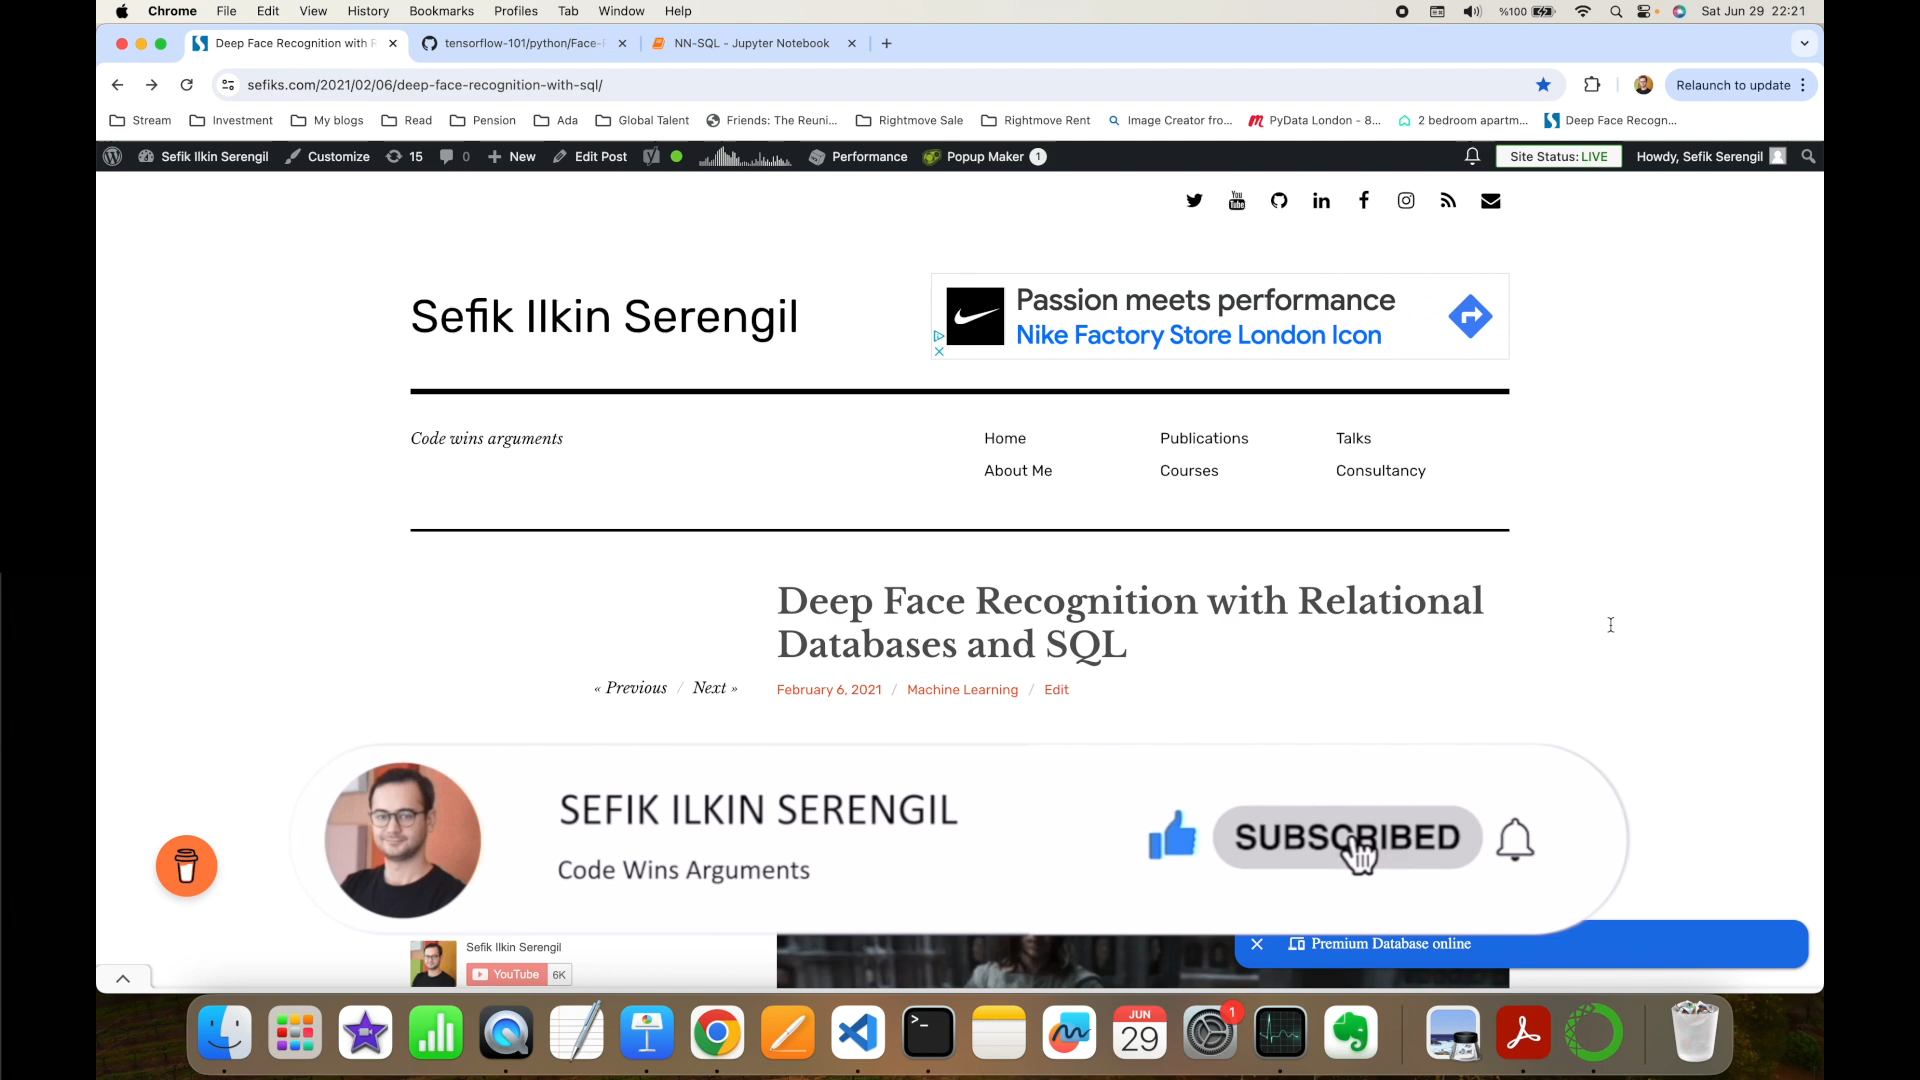 Chrome File Edit View History Bookmarks Profiles Tab Window Help
%100 Sat Jun 29 22:21
Deep Face Recognition with R
tensorflow-101/python/Face-F
NN-SQL - Jupyter Notebook
sefiks.com/2021/02/06/deep-face-recognition-with-sql/
Relaunch to update
Stream Investment My blogs Read Pension Ada Global Talent Friends: The Reuni... Rightmove Sale Rightmove Rent Image Creator fro... PyData London - 8... 2 bedroom apartm... Deep Face Recogn...
Sefik Ilkin Serengil Customize 15 0 New Edit Post Performance Popup Maker 1
Site Status: LIVE Howdy, Sefik Serengil
You Tube
Sefik Ilkin Serengil
Passion meets performance
Nike Factory Store London Icon
Code wins arguments
Home Publications Talks
About Me Courses Consultancy
Deep Face Recognition with Relational
Databases and SQL
« Previous / Next »
February 6, 2021 / Machine Learning / Edit
SEFIK ILKIN SERENGIL
Code Wins Arguments
SUBSCRIBED
Sefik Ilkin Serengil
YouTube 6K
Premium Database online
JUN
29
1